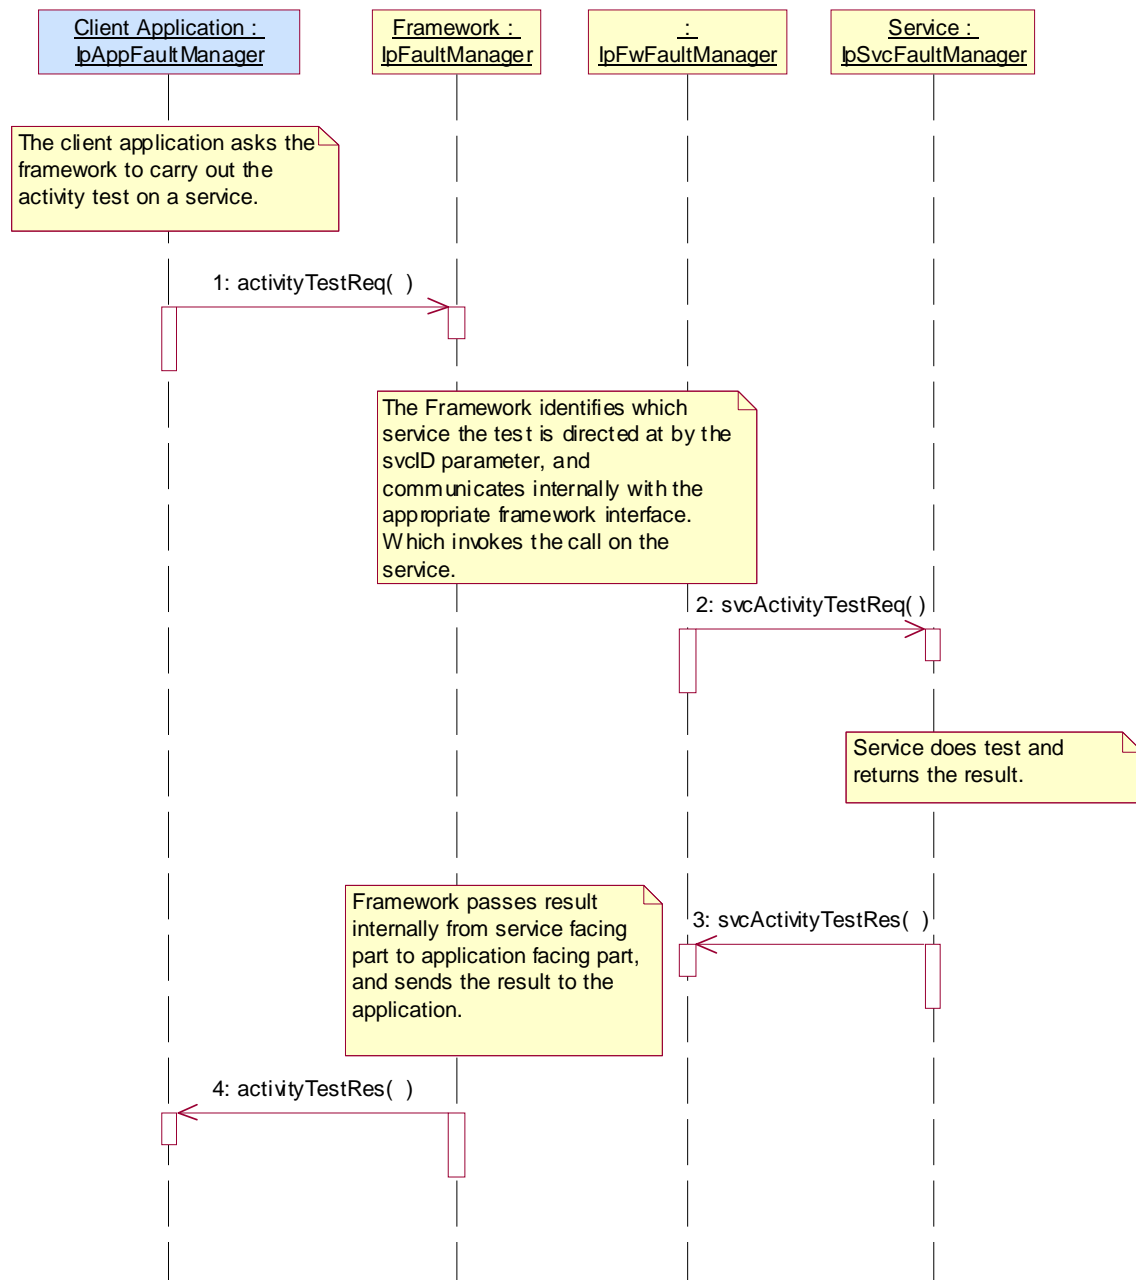 Client Application :
IpAppFaultManager
Framework :
IpFaultManager
:
IpFwFaultManager
Service :
IpSvcFaultManager
The client application asks the
framework to carry out the
activity test on a service.
1: activityTestReq( )
The Framework identifies which
service the test is directed at by the
svcID parameter, and
communicates internally with the
appropriate framework interface.
Which invokes the call on the
service.
2: svcActivityTestReq( )
Service does test and
returns the result.
Framework passes result
internally from service facing
part to application facing part,
and sends the result to the
application.
3: svcActivityTestRes( )
4: activityTestRes( )